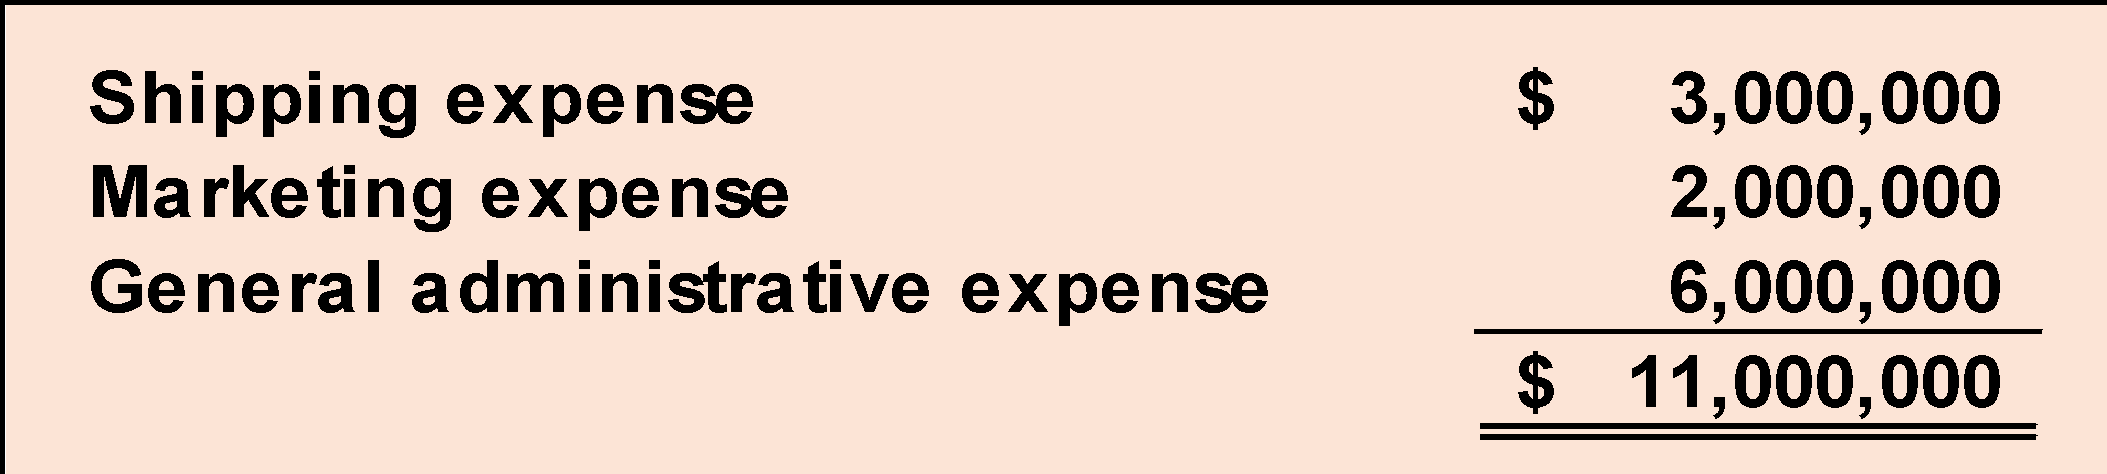 Shipping expense $ 3,000,000
Marketing expense 2,000,000
General administrative expense 6,000,000
$ 11,000,000